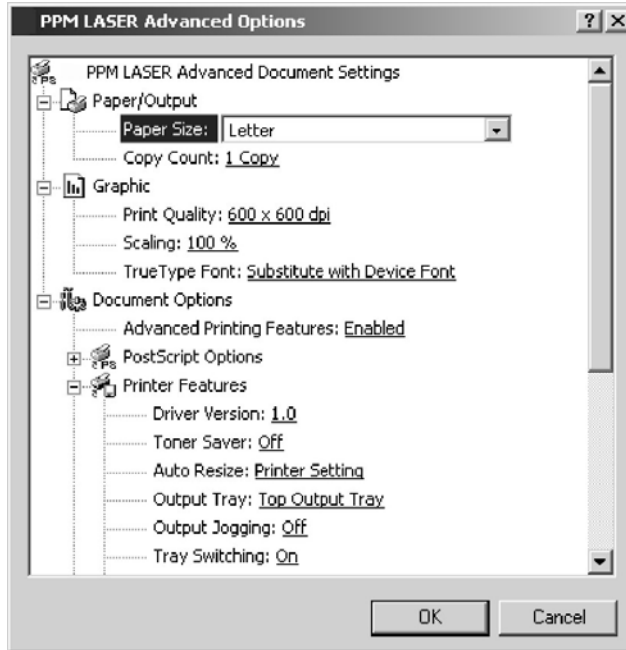 PPM LASER Advanced Options
PPM LASER Advanced Document Settings
Paper/Output
Paper Size: Letter
Copy Count: 1 Copy
Graphic
Print Quality: 600 x 600 dpi
Scaling: 100 %
TrueType Font: Substitute with Device Font
Document Options
Advanced Printing Features: Enabled
PostScript Options
Printer Features
Driver Version: 1.0
Toner Saver: Off
Auto Resize: Printer Setting
Output Tray: Top Output Tray
Output Jogging: Off
Tray Switching: On
OK Cancel